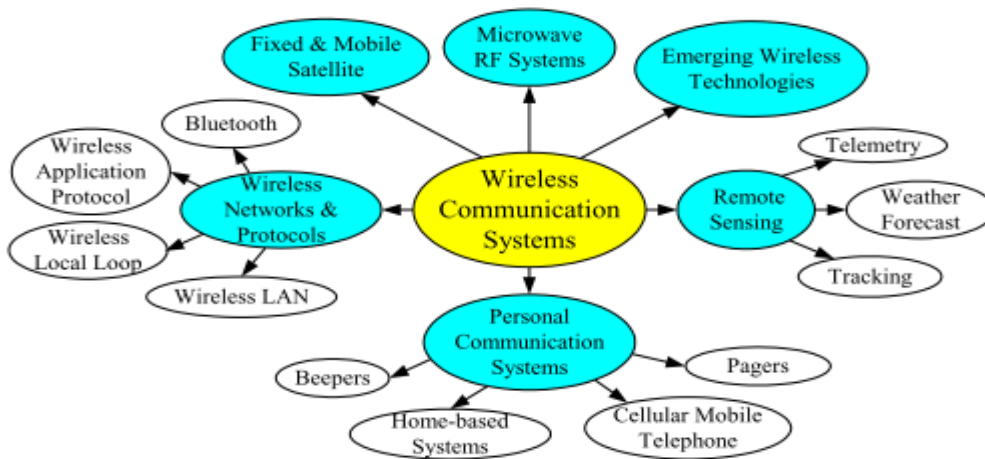 Fixed & Mobile
Satellite
Microwave
RF Systems
Emerging Wireless
Technologies
Bluetooth
Wireless
Application
Protocol
Wireless
Networks &
Protocols
Wireless
Local Loop
Wireless LAN
Wireless
Communication
Systems
Remote
Sensing
Telemetry
Weather
Forecast
Tracking
Personal
Communication
Systems
Beepers
Home-based
Systems
Cellular Mobile
Telephone
Pagers